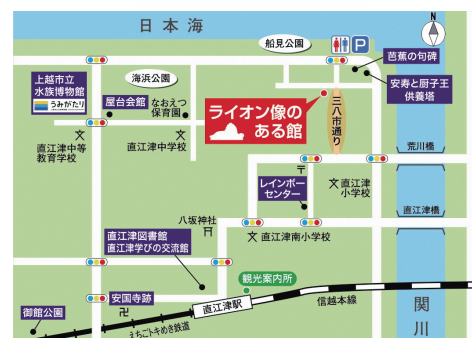 日本海
船見公園
P
N
芭蕉の句碑
安寿と厨子王
供養塔
上越市立
水族博物館
うみがたり
海浜公園
屋台会館
なおえつ
保育園
ライオン像の
ある館
三八市通り
直江津中等
教育学校
直江津中学校
荒川橋
レインボー
センター
直江津
小学校
直江津橋
八坂神社
直江津南小学校
直江津図書館
直江津学びの交流館
観光案内所
安国寺跡
直江津駅
信越本線
関川
御館公園
えちごトキめき鉄道